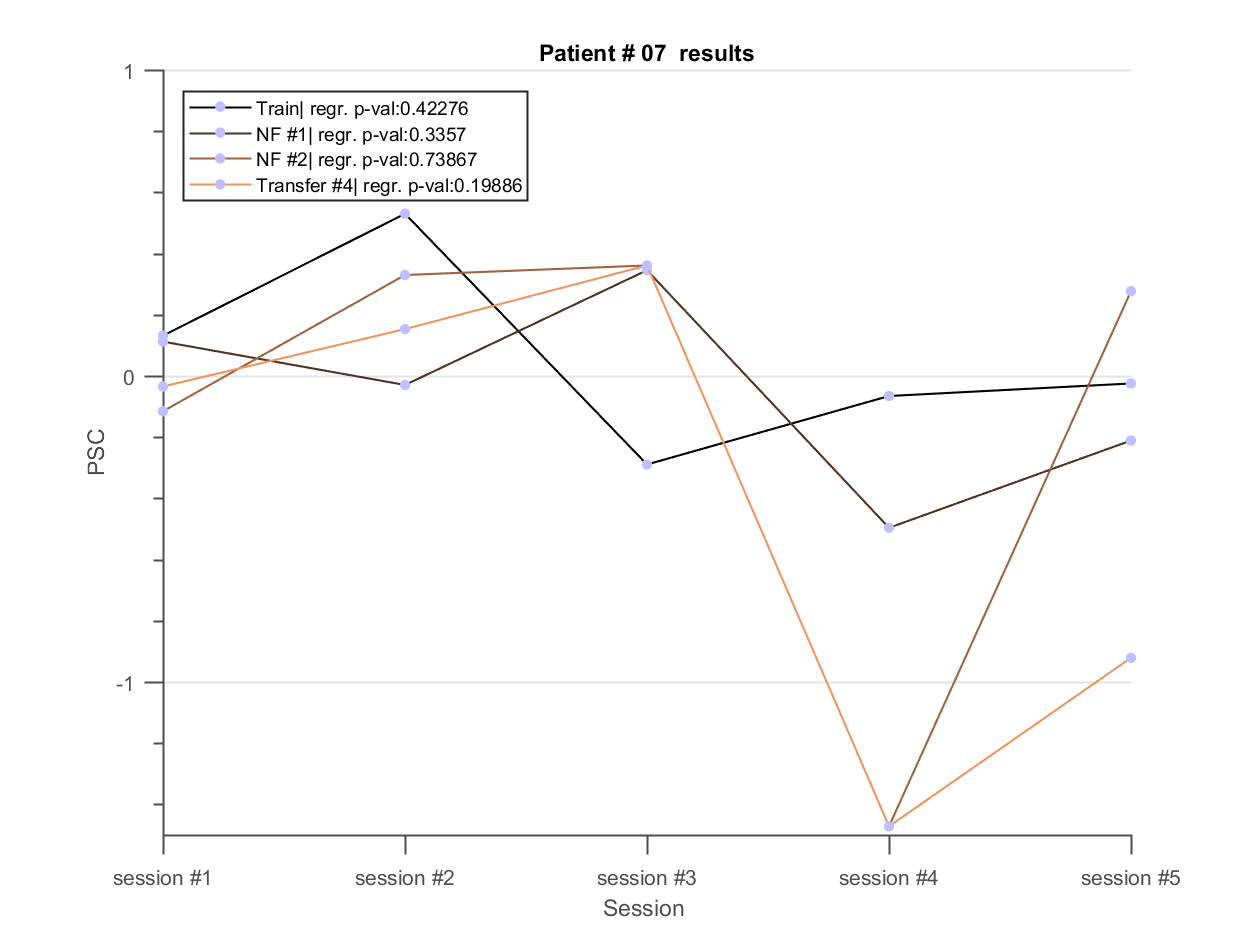 Patient # 07  results
1
Train| regr. p-val:0.42276
NF #1| regr. p-val:0.3357
NF #2| regr. p-val:0.73867
Transfer #4| regr. p-val:0.19886
0
PSC
-1
session #1 session #2 session #3 session #4 session #5
Session